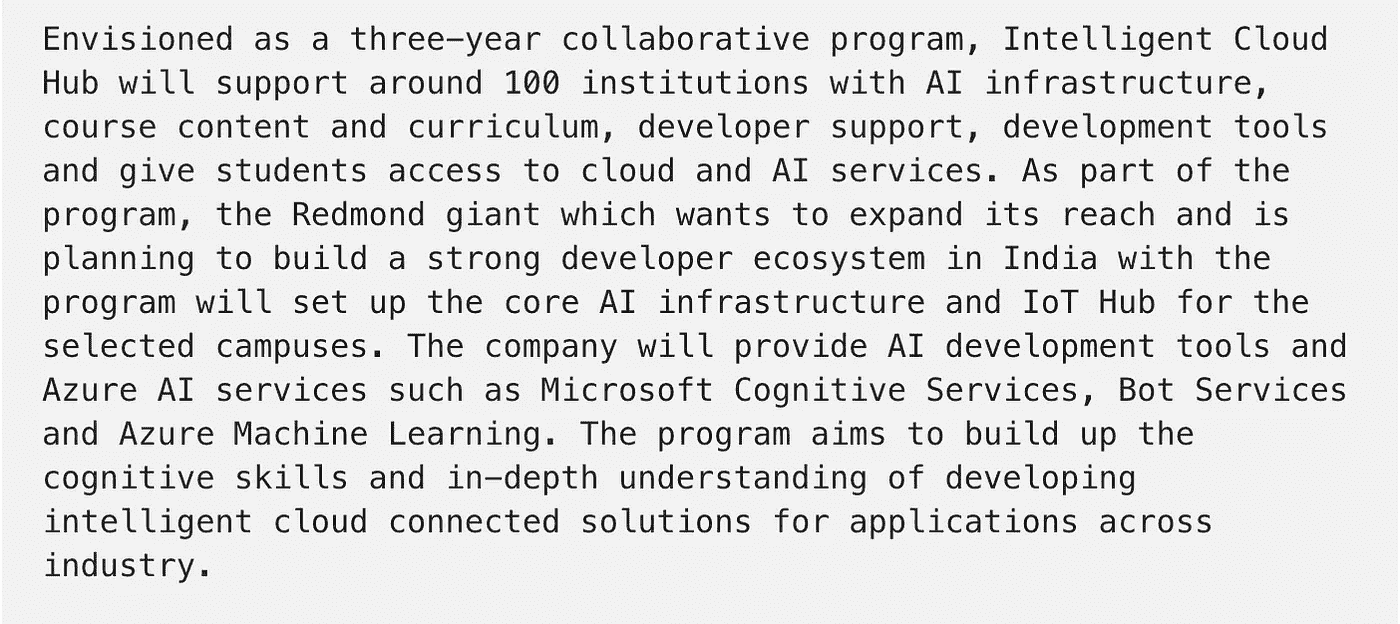 Envisioned as a three-year collaborative program, Intelligent Cloud
Hub will support around 100 institutions with AI infrastructure,
course content and curriculum, developer support, development tools
and give students access to cloud and AI services. As part of the
program, the Redmond giant which wants to expand its reach and is
planning to build a strong developer ecosystem in India with the
program will set up the core AI infrastructure and IoT Hub for the
selected campuses. The company will provide AI development tools and
Azure AI services such as Microsoft Cognitive Services, Bot Services
and Azure Machine Learning. The program aims to build up the
cognitive skills and in-depth understanding of developing
intelligent cloud connected solutions for applications across
industry.